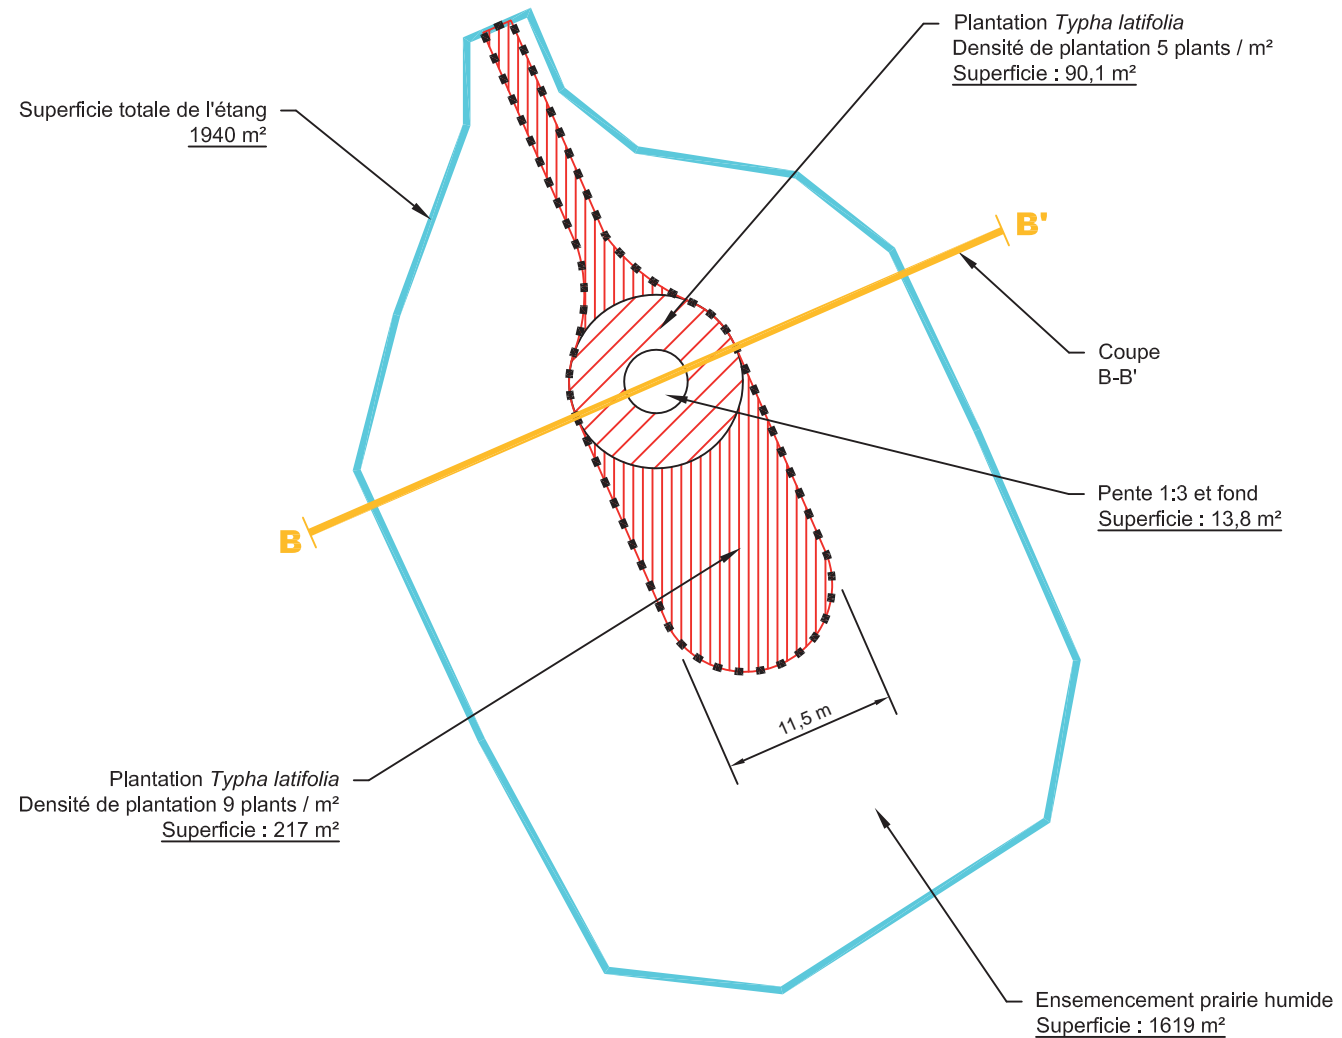 Plantation Typha latifolia
Densité de plantation 5 plants / m²
Superficie : 90,1 m²
Superficie totale de l'étang
1940 m²
B'
Coupe
B-B'
Pente 1:3 et fond
Superficie : 13,8 m²
B
11,5 m
Plantation Typha latifolia
Densité de plantation 9 plants / m²
Superficie : 217 m²
Ensemencement prairie humide
Superficie : 1619 m²